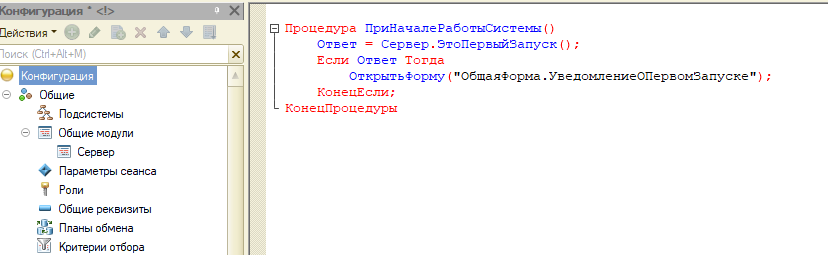 Конфигурация * <!>
Действия
Поиск (Ctrl+Alt+M)
Конфигурация
Общие
Подсистемы
Общие модули
Сервер
Параметры сеанса
Роли
Общие реквизиты
Планы обмена
Критерии отбора
Процедура ПриНачалеРаботыСистемы()
Ответ = Сервер.ЭтоПервыйЗапуск();
Если Ответ Тогда
ОткрытьФорму("ОбщаяФорма.УведомлениеОПервомЗапуске");
КонецЕсли;
КонецПроцедуры